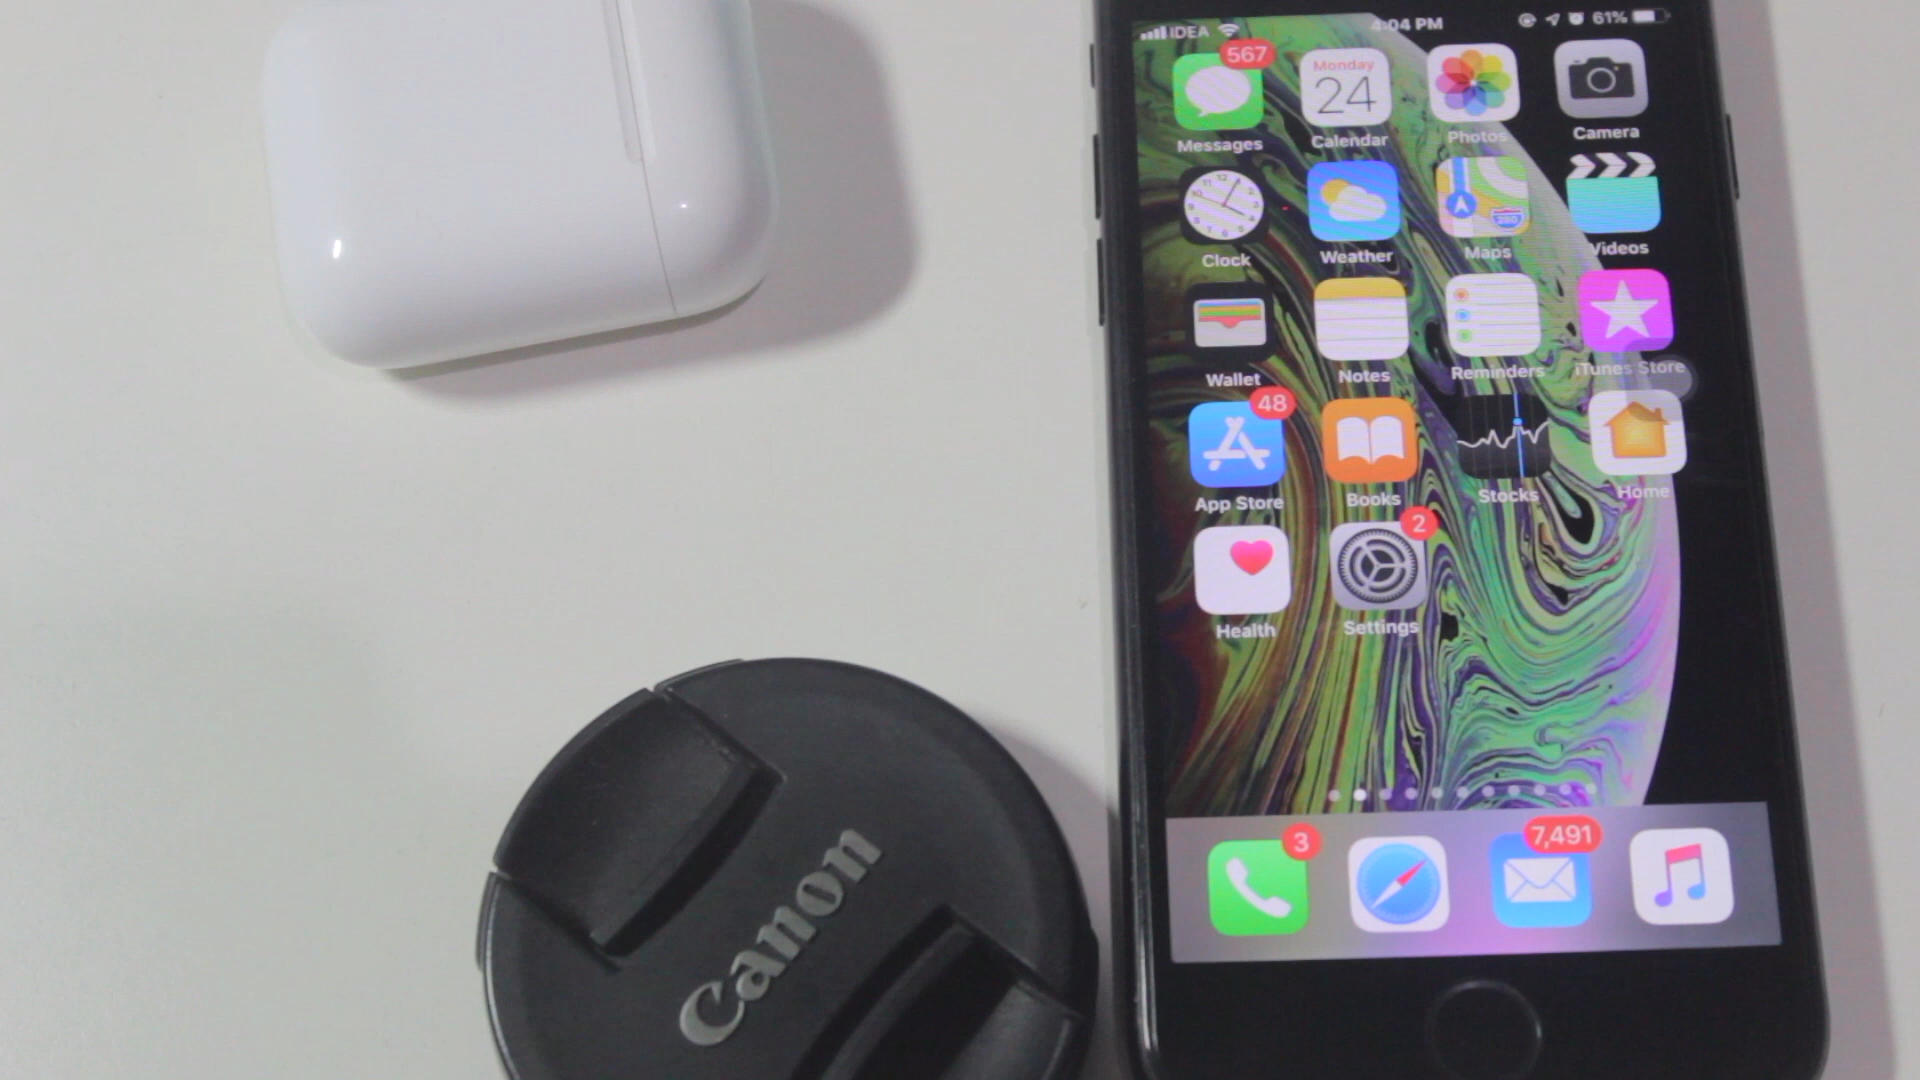 IDEA 4:04 PM 61%
567
Monday
24
Messages Calendar Photos Camera
280
Clock Weather Maps Videos
Wallet Notes Reminders iTunes Store
48
App Store Books Stocks Home
2
Health Settings
3 7,491
Canon